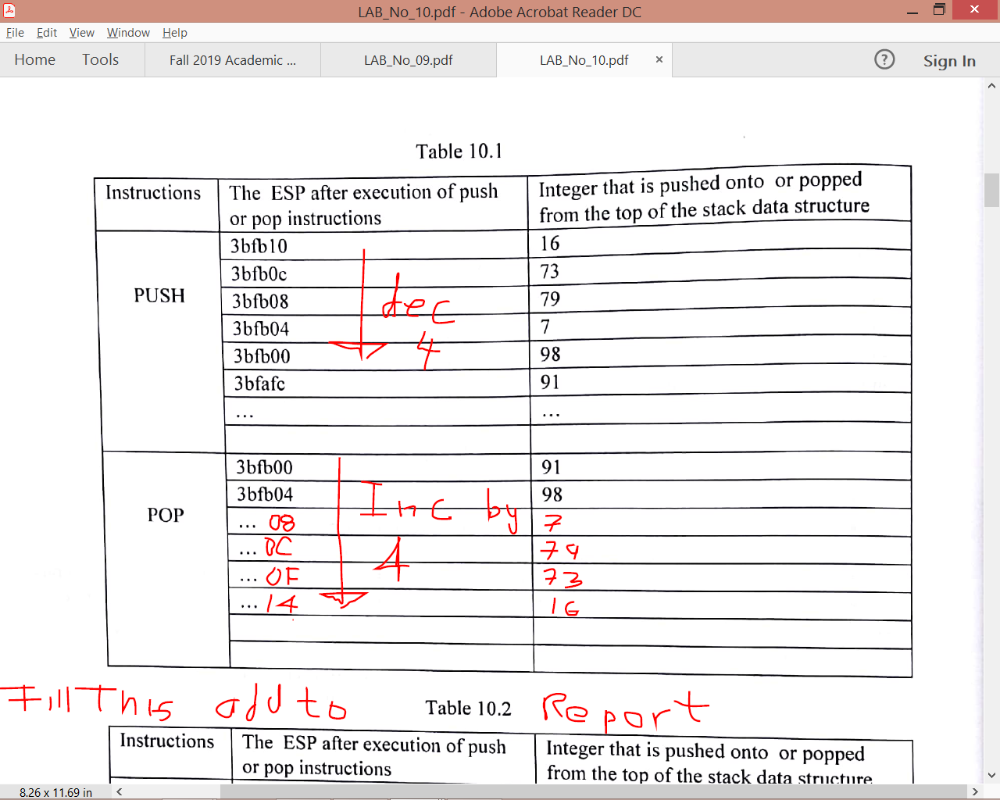 LAB_No_10.pdf - Adobe Acrobat Reader DC
File Edit View Window Help
Home Tools Fall 2019 Academic ... LAB_No_09.pdf LAB_No_10.pdf × ? Sign In
Table 10.1
Instructions The ESP after execution of push or pop instructions Integer that is pushed onto or popped from the top of the stack data structure
PUSH
3bfb10 16
3bfb0c 73
3bfb08 79
3bfb04 7
3bfb00 98
3bfafc 91
... ...
dec
4
POP
3bfb00 91
3bfb04 98
... 08 7
... 0C 79
... 0F 73
... 14 16
Inc by
4
Fill This add to Report
Table 10.2
Instructions The ESP after execution of push or pop instructions Integer that is pushed onto or popped from the top of the stack data structure
8.26 x 11.69 in